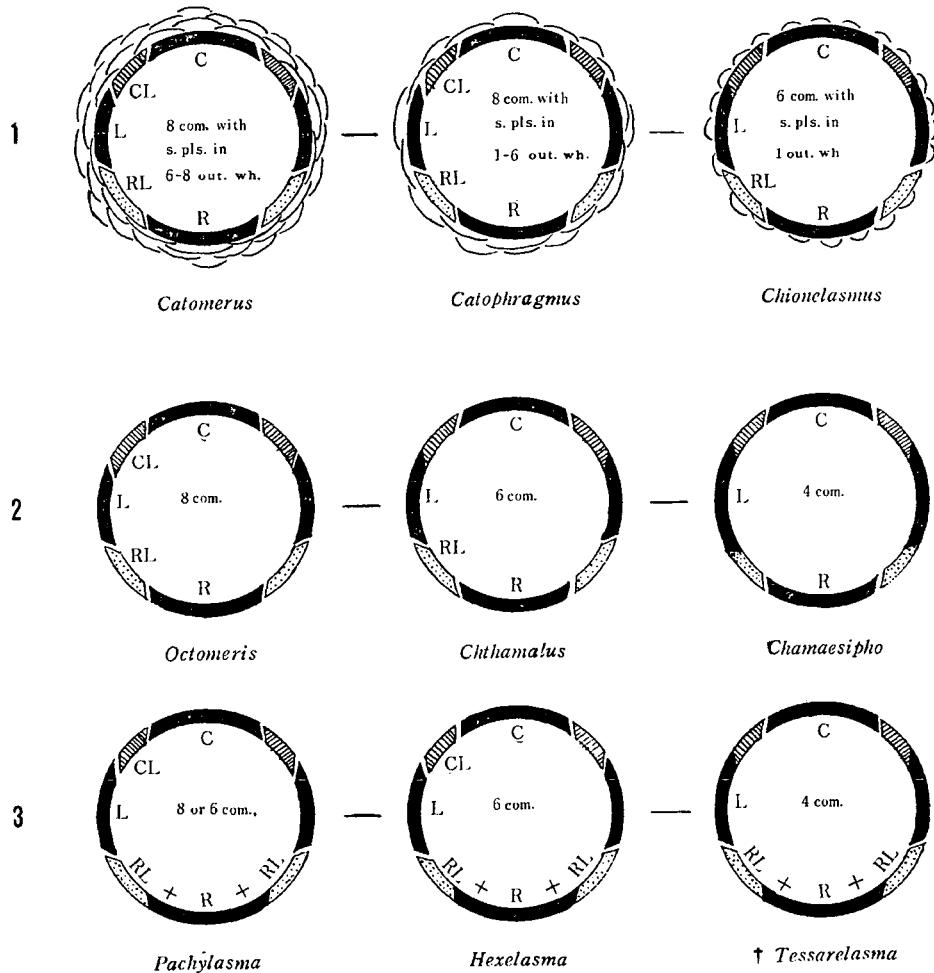 1
C
CL
L
8 com. with
s. pls. in
6-8 out. wh.
RL
R
Catomerus
C
CL
L
8 com. with
s. pls. in
1-6 out. wh.
RL
R
Catophragmus
C
L
6 com. with
s. pls. in
1 out. wh
RL
R
Chionelasmus
2
C
CL
L
8 com.
RL
R
Octomeris
C
L
6 com.
RL
R
Chthamalus
C
L
4 com.
R
Chamaesipho
3
C
CL
L
8 or 6 com.,
RL + R + RL
Pachylasma
C
CL
L
6 com.
RL + R + RL
Hexelasma
C
L
4 com.
RL + R + RL
† Tessarelasma